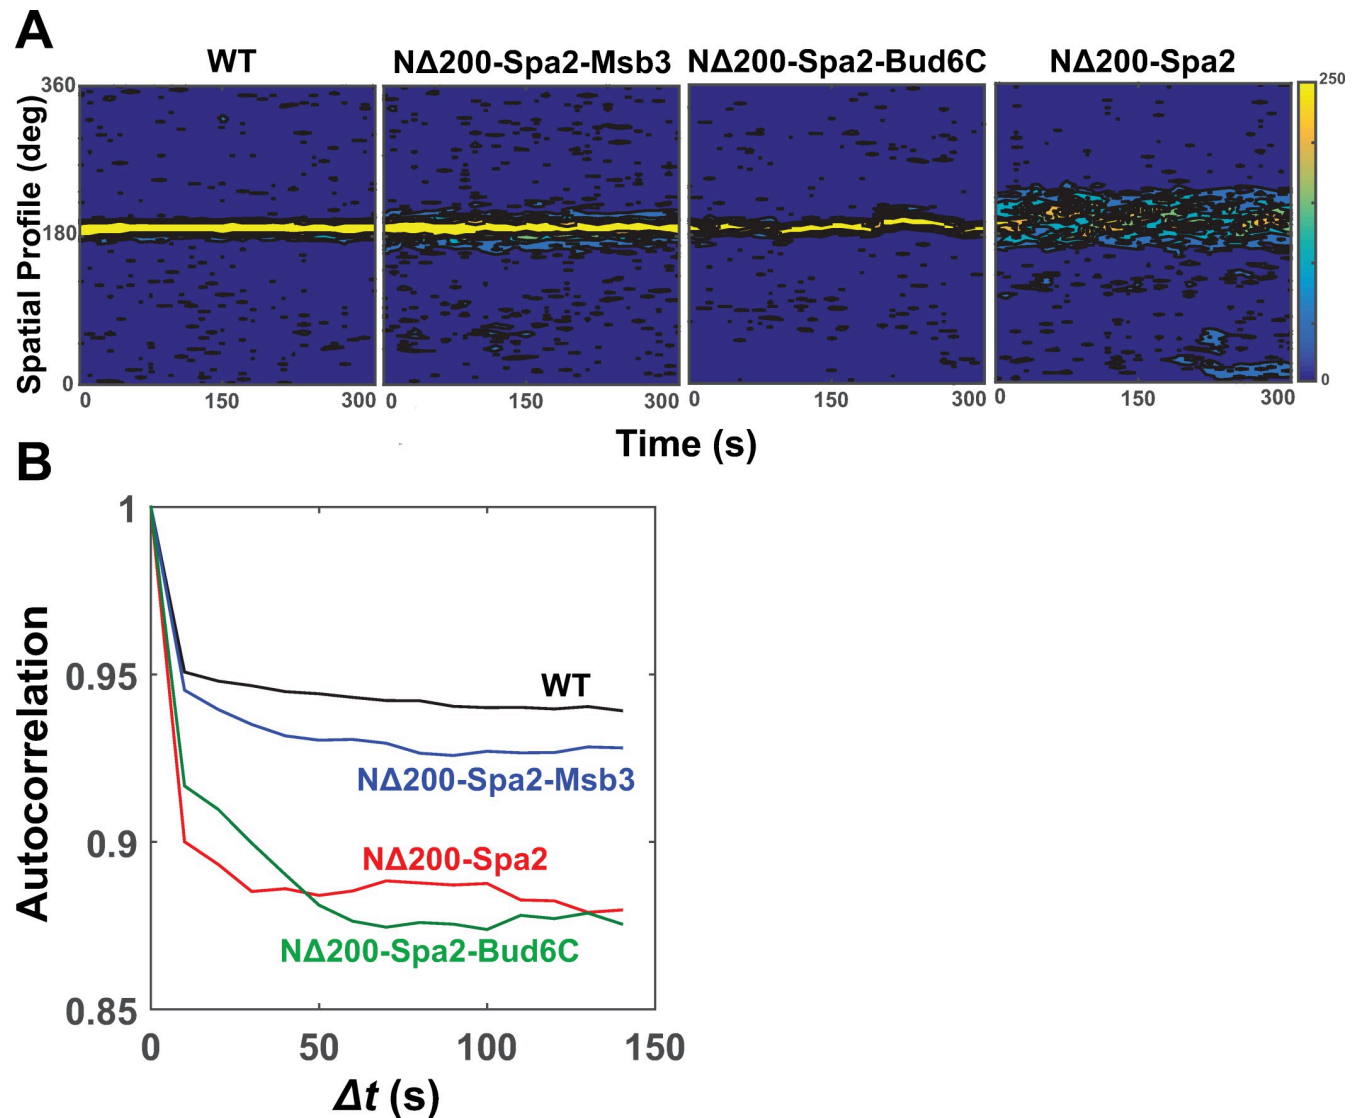 A
WT
NΔ200-Spa2-Msb3
NΔ200-Spa2-Bud6C
NΔ200-Spa2
Spatial Profile (deg)
360
180
0
0 150 300
0 150 300
0 150 300
0 150 300
250
0
Time (s)
B
Autocorrelation
1
0.95
0.9
0.85
WT
NΔ200-Spa2-Msb3
NΔ200-Spa2
NΔ200-Spa2-Bud6C
0 50 100 150
Δt (s)